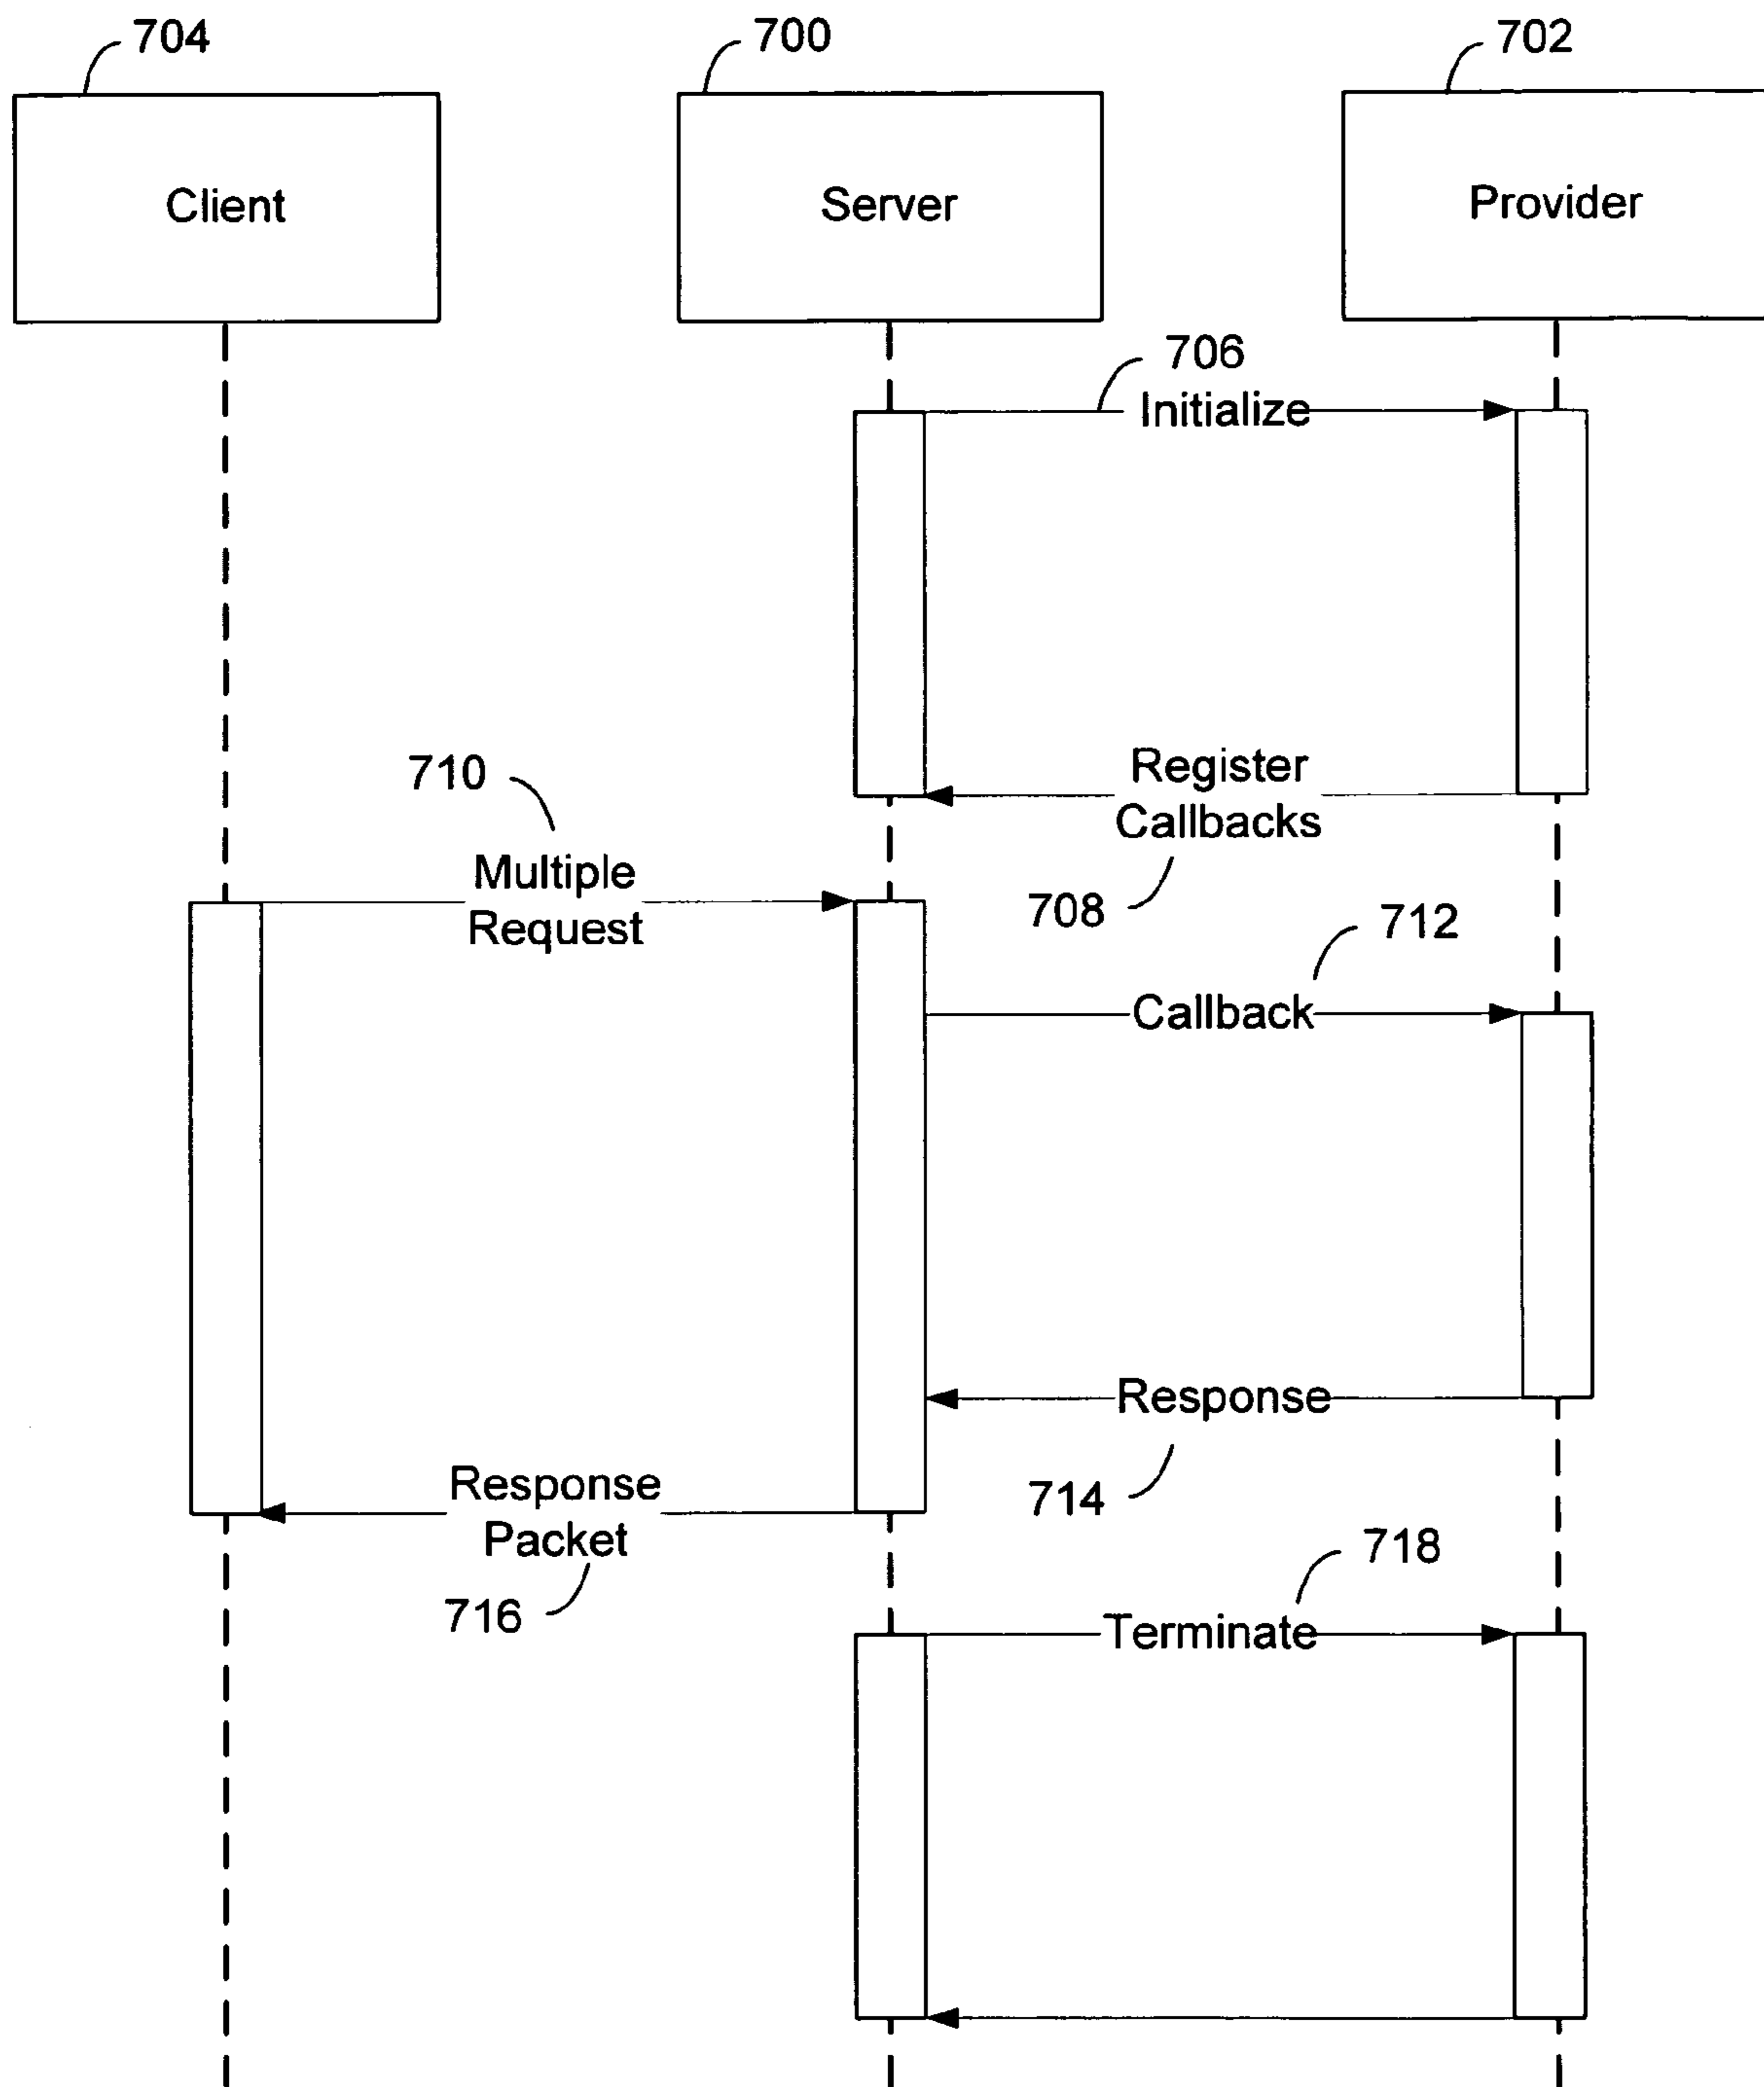 704
700
702
Client
Server
Provider
706
Initialize
Register
Callbacks
708
710
Multiple
Request
712
Callback
Response
714
Response
Packet
716
718
Terminate